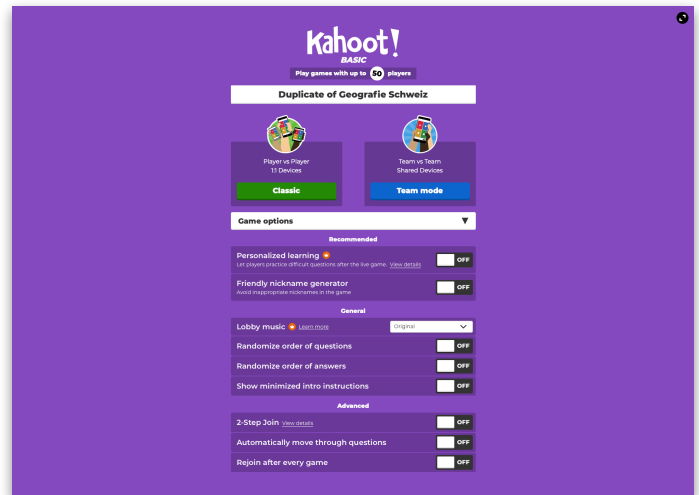 Kahoot!
BASIC
Play games with up to 50 players
Duplicate of Geografie Schweiz
Player vs Player
1:1 Devices
Classic
Team vs Team
Shared Devices
Team mode
Game options
Recommended
Personalized learning
Let players practice difficult questions after the live game. View details
OFF
Friendly nickname generator
Avoid inappropriate nicknames in the game
OFF
General
Lobby music Learn more
Original
Randomize order of questions
OFF
Randomize order of answers
OFF
Show minimized intro instructions
OFF
Advanced
2-Step Join View details
OFF
Automatically move through questions
OFF
Rejoin after every game
OFF